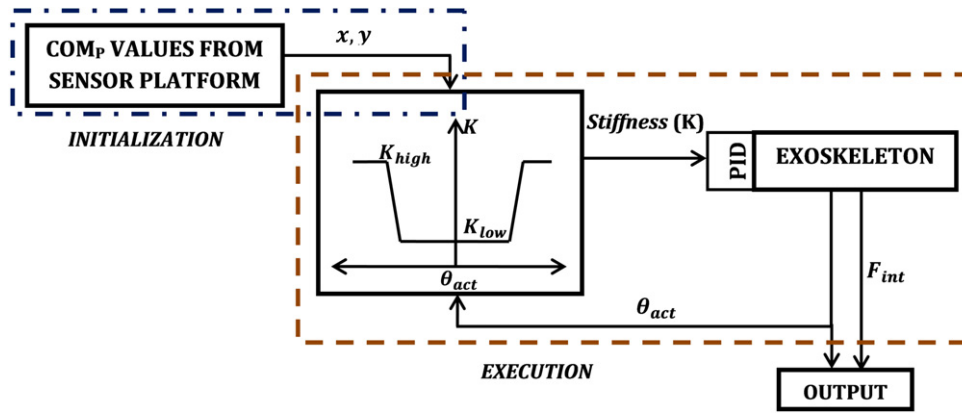 COMP VALUES FROM
SENSOR PLATFORM
x, y
INITIALIZATION
K
K_high
K_low
θ_act
Stiffness (K)
PID
EXOSKELETON
F_int
θ_act
EXECUTION
OUTPUT